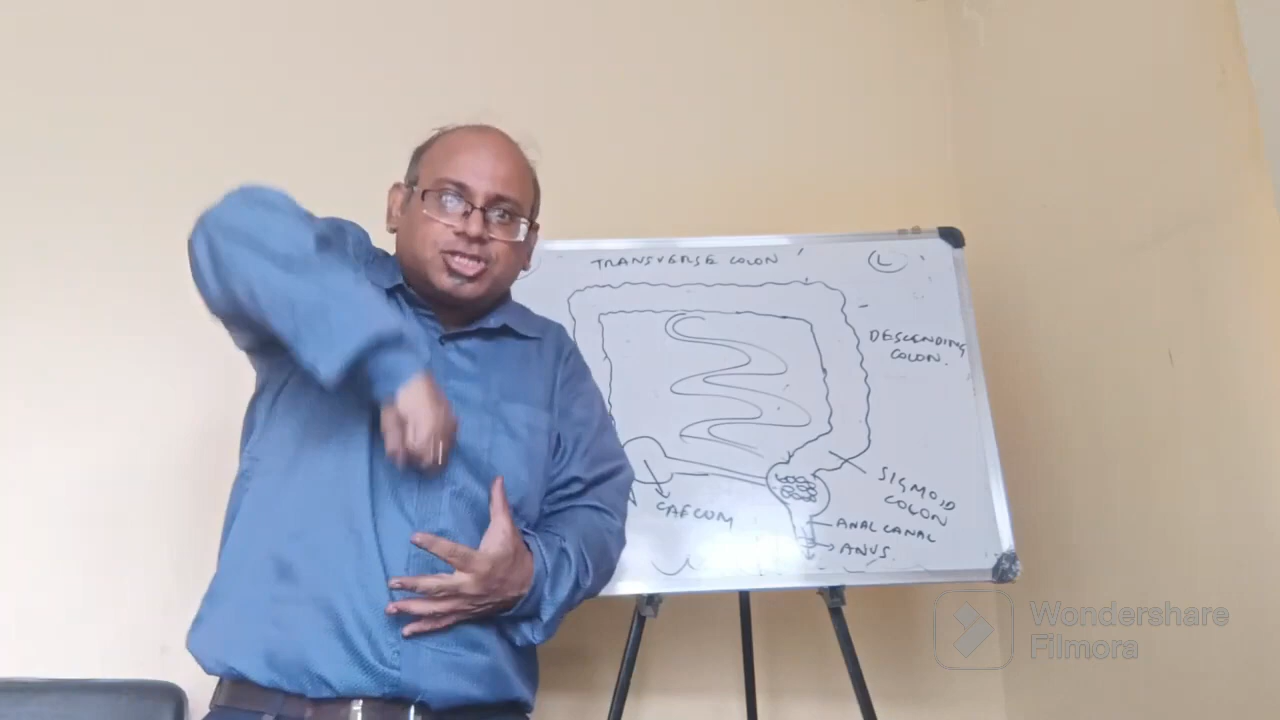 TRANSVERSE COLON
L
DESCENDING
COLON.
SIGMOID
COLON
CAECUM
ANAL CANAL
ANUS.
Wondershare
Filmora